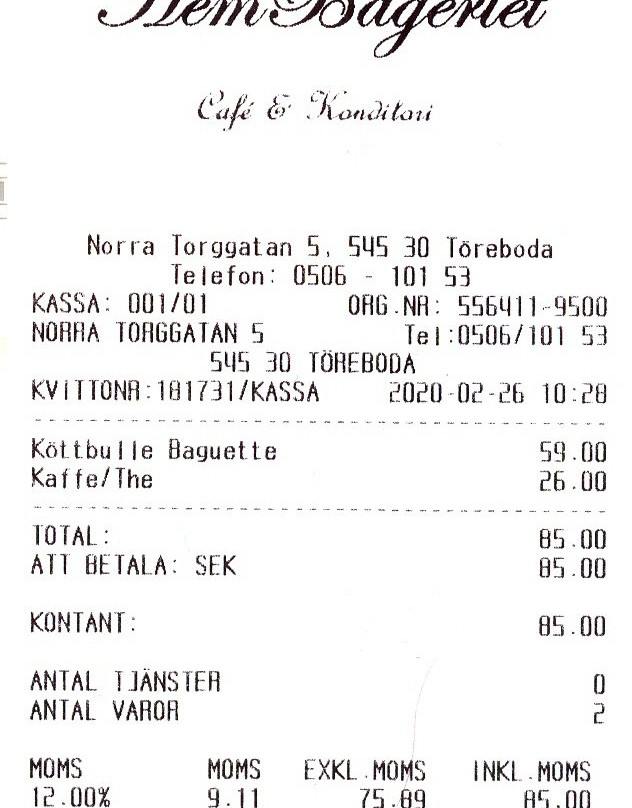 HemBageriet
Café & Konditori
Norra Torggatan 5, 545 30 Töreboda
Telefon: 0506 - 101 53
KASSA: 001/01 ORG.NR: 556411-9500
NORRA TORGGATAN 5 Tel:0506/101 53
545 30 TÖREBODA
KVITTONR:181731/KASSA 2020-02-26 10:28
Köttbulle Baguette 59.00
Kaffe/The 26.00
TOTAL: 85.00
ATT BETALA: SEK 85.00
KONTANT: 85.00
ANTAL TJÄNSTER 0
ANTAL VAROR 2
MOMS MOMS EXKL.MOMS INKL.MOMS
12.00% 9.11 75.89 85.00